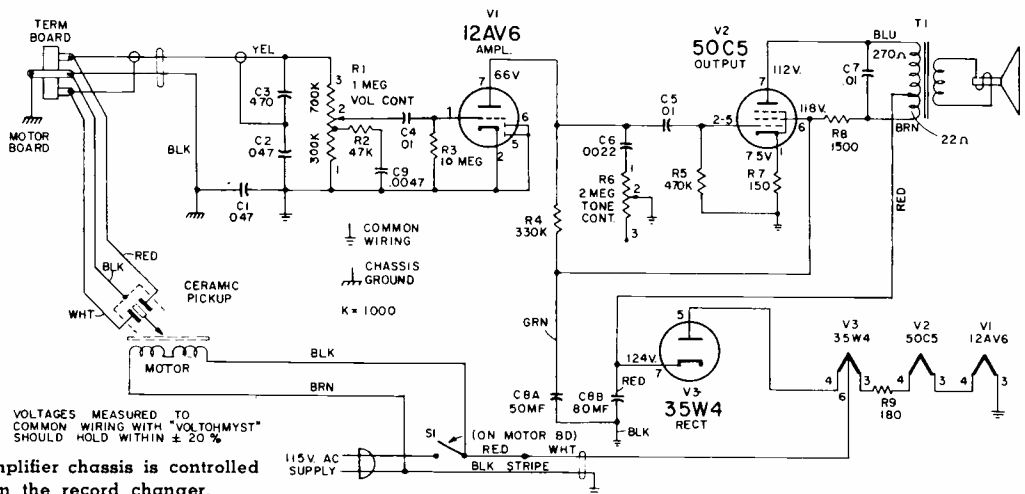 TERM
BOARD
MOTOR
BOARD
YEL
BLK
C3
470
C2
047
C1
047
R1
1 MEG
VOL CONT
3
700K
2
300K
1
R2
47K
C9
.0047
C4
01
R3
10 MEG
V1
12AV6
AMPL.
7
66V
1
6
5
2
COMMON
WIRING
CHASSIS
GROUND
K = 1000
R4
330K
C5
01
C6
0022
1
R6
2 MEG
TONE
CONT.
2
3
V2
50C5
OUTPUT
7
112V.
2-5
118V.
6
7.5V
1
R5
470K
R7
150
R8
1500
C7
.01
BLU
270Ω
BRN
22Ω
T1
RED
RED
BLK
WHT
CERAMIC
PICKUP
MOTOR
BLK
BRN
GRN
C8A
50MF
C8B
80MF
RED
BLK
5
124V.
7
V3
35W4
RECT
V3
35W4
4
3
6
R9
180
V2
50C5
4
3
V1
12AV6
4
3
S1
(ON MOTOR BD)
RED
WHT
115V. AC
SUPPLY
BLK STRIPE
VOLTAGES MEASURED TO
COMMON WIRING WITH "VOLTOHMYST"
SHOULD HOLD WITHIN ± 20 %
mplifier chassis is controlled
n the record changer.